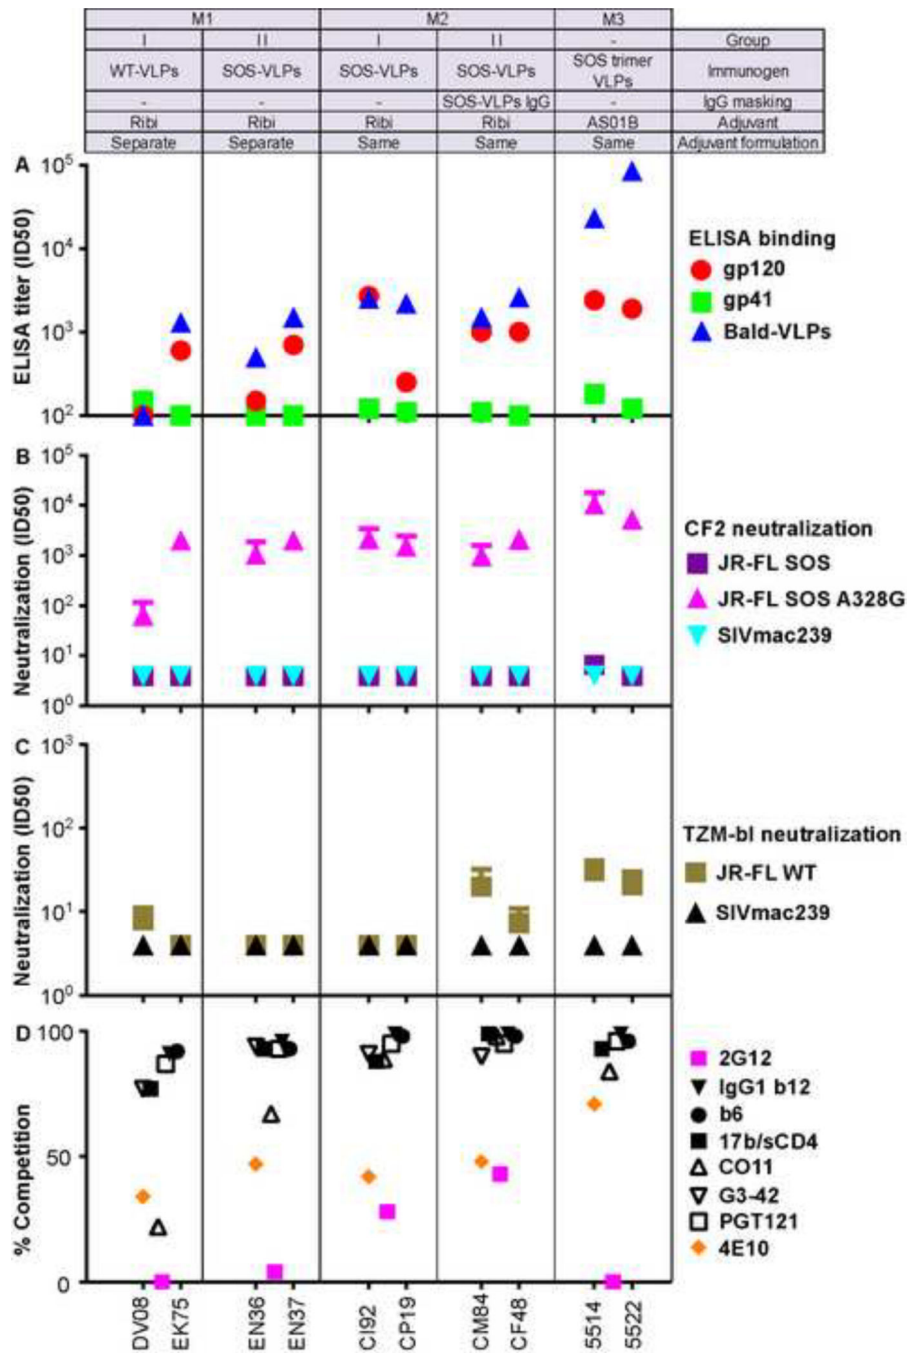 M1 M2 M3
I II I II - Group
WT-VLPs SOS-VLPs SOS-VLPs SOS-VLPs SOS trimer VLPs Immunogen
- - - SOS-VLPs IgG - IgG masking
Ribi Ribi Ribi Ribi AS01B Adjuvant
Separate Separate Same Same Same Adjuvant formulation
A
ELISA titer (ID50)
10^5
10^4
10^3
10^2
ELISA binding
gp120
gp41
Bald-VLPs
B
Neutralization (ID50)
10^5
10^4
10^3
10^2
10^1
10^0
CF2 neutralization
JR-FL SOS
JR-FL SOS A328G
SIVmac239
C
Neutralization (ID50)
10^3
10^2
10^1
10^0
TZM-bl neutralization
JR-FL WT
SIVmac239
D
% Competition
100
50
0
2G12
IgG1 b12
b6
17b/sCD4
CO11
G3-42
PGT121
4E10
DV08 EK75 EN36 EN37 CI92 CP19 CM84 CF48 5514 5522